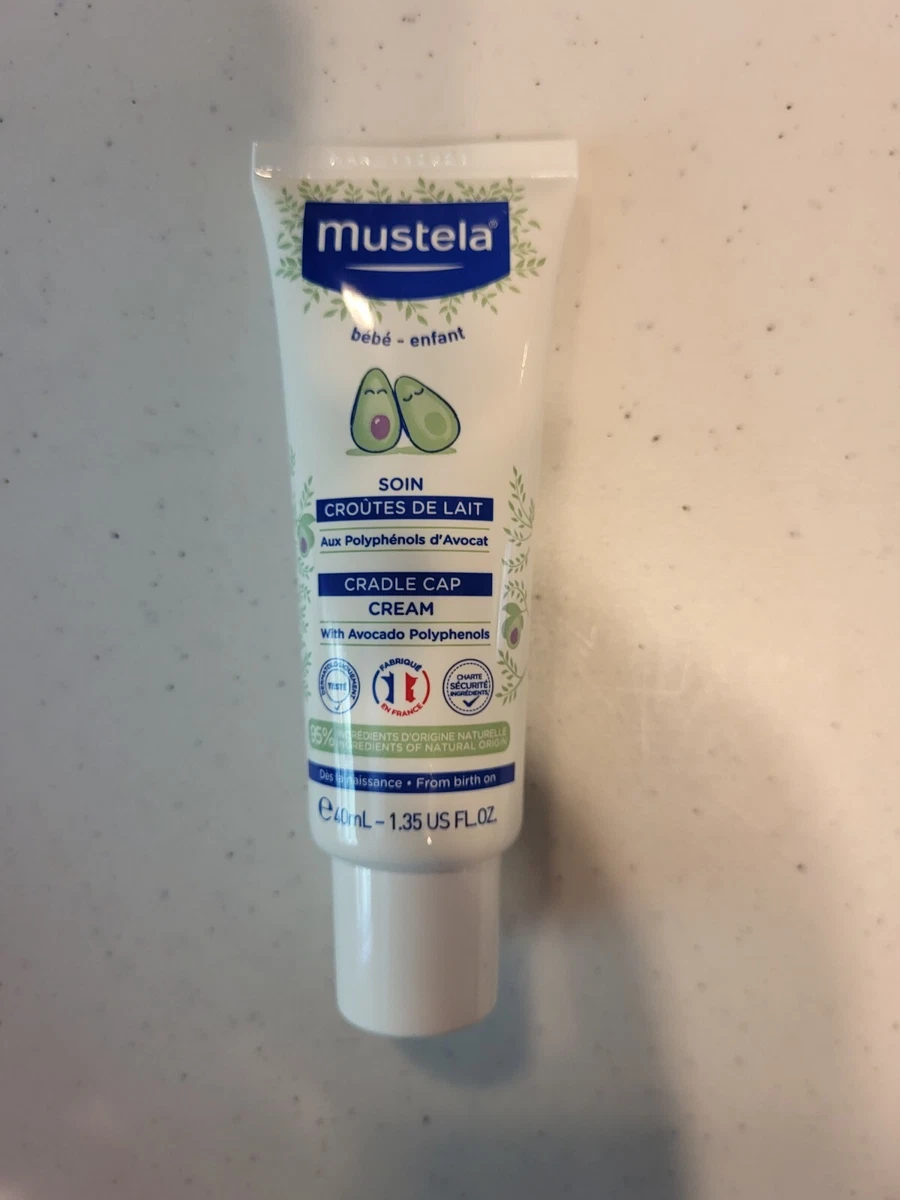 mustela®
bébé - enfant
SOIN
CROÛTES DE LAIT
Aux Polyphénols d'Avocat
CRADLE CAP
CREAM
With Avocado Polyphenols
DERMATOLOGIQUEMENT
TESTÉ
FABRIQUÉ
EN FRANCE
CHARTE
SÉCURITÉ
INGRÉDIENTS
95% INGRÉDIENTS D'ORIGINE NATURELLE
INGREDIENTS OF NATURAL ORIGIN
Dès la naissance • From birth on
e 40mL – 1.35 US FL.OZ.